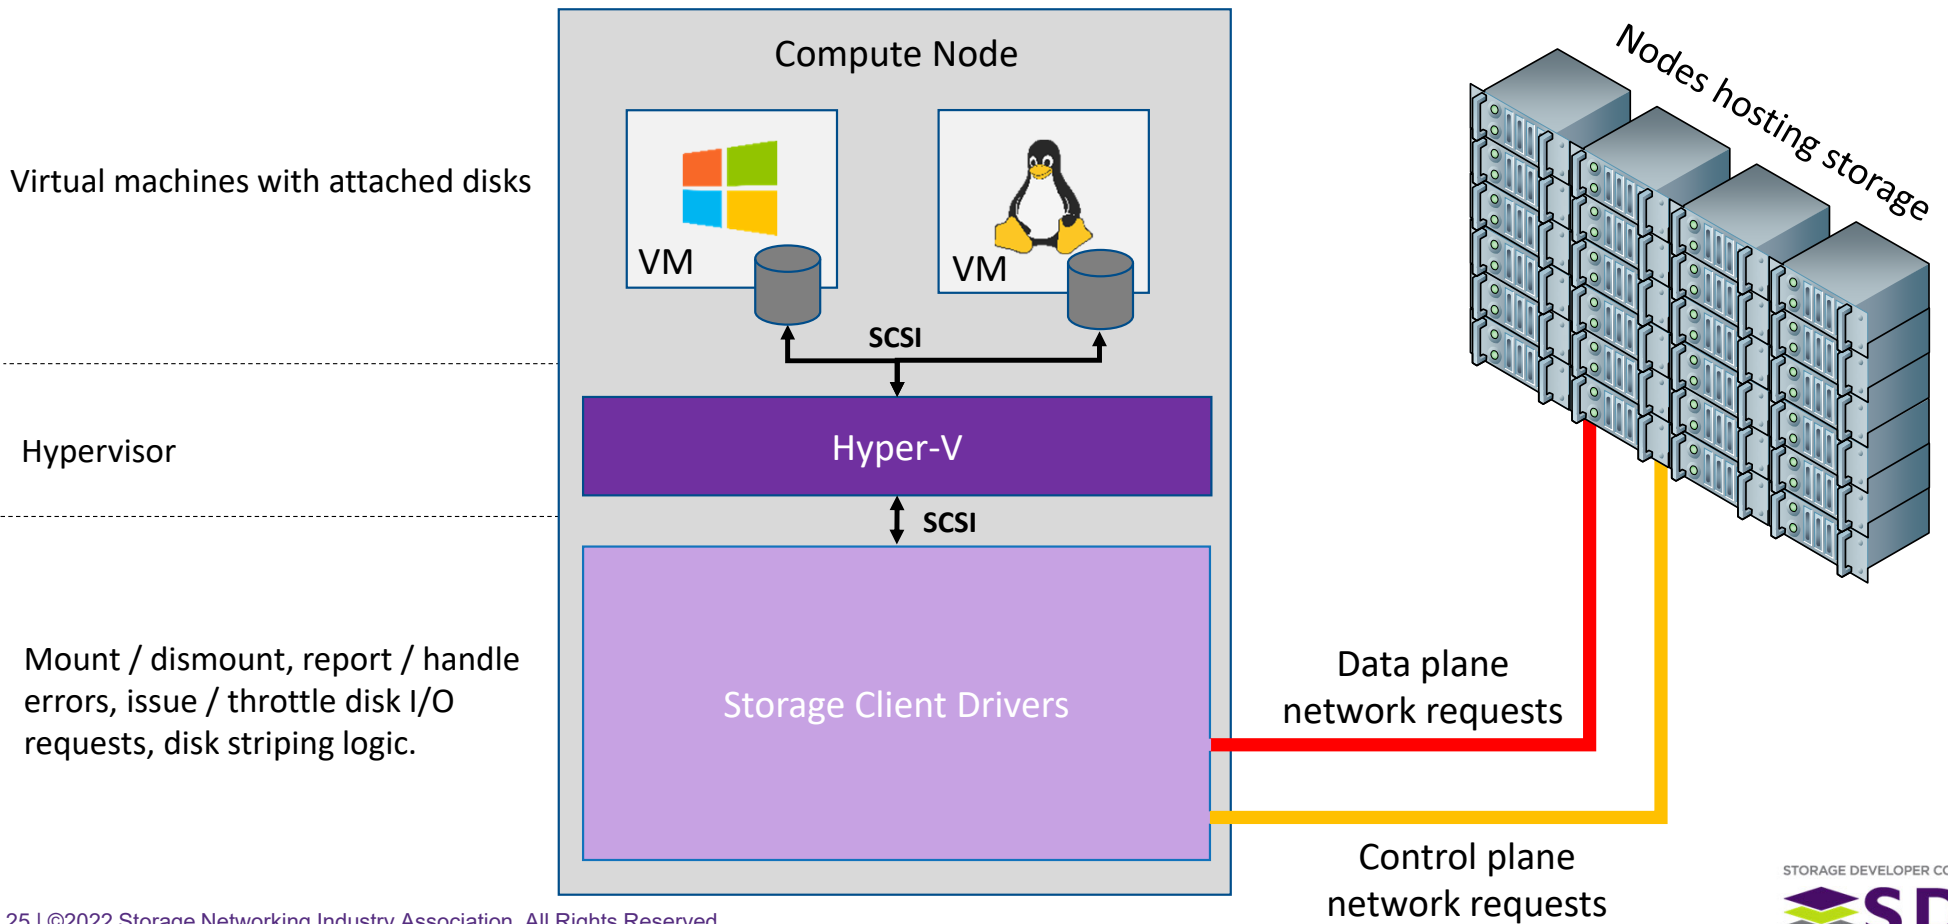 Compute Node
Nodes hosting storage
Virtual machines with attached disks
VM
VM
SCSI
Hypervisor
Hyper-V
SCSI
Mount / dismount, report / handle
errors, issue / throttle disk I/O
requests, disk striping logic.
Storage Client Drivers
Data plane
network requests
Control plane
network requests
STORAGE DEVELOPER CO
SD
25 | ©2022 Storage Networking Industry Association. All Rights Reserved